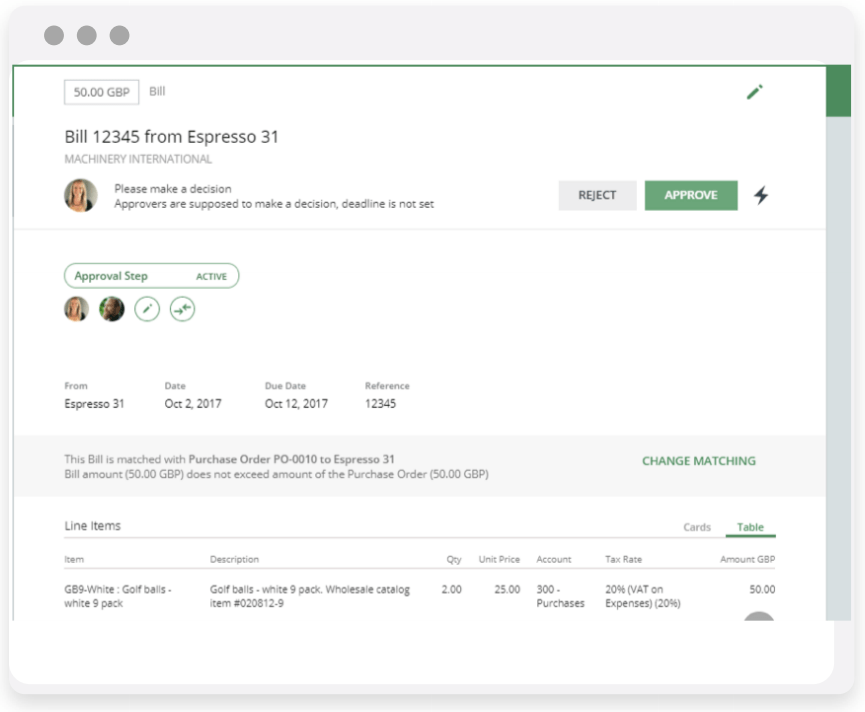 50.00 GBP Bill
Bill 12345 from Espresso 31
MACHINERY INTERNATIONAL
Please make a decision
Approvers are supposed to make a decision, deadline is not set
REJECT APPROVE
Approval Step ACTIVE
From Date Due Date Reference
Espresso 31 Oct 2, 2017 Oct 12, 2017 12345
This Bill is matched with Purchase Order PO-0010 to Espresso 31
Bill amount (50.00 GBP) does not exceed amount of the Purchase Order (50.00 GBP)
CHANGE MATCHING
Line Items Cards Table
Item Description Qty Unit Price Account Tax Rate Amount GBP
GB9-White : Golf balls - Golf balls - white 9 pack. Wholesale catalog 2.00 25.00 300 - 20% (VAT on 50.00
white 9 pack item #020812-9 Purchases Expenses) (20%)